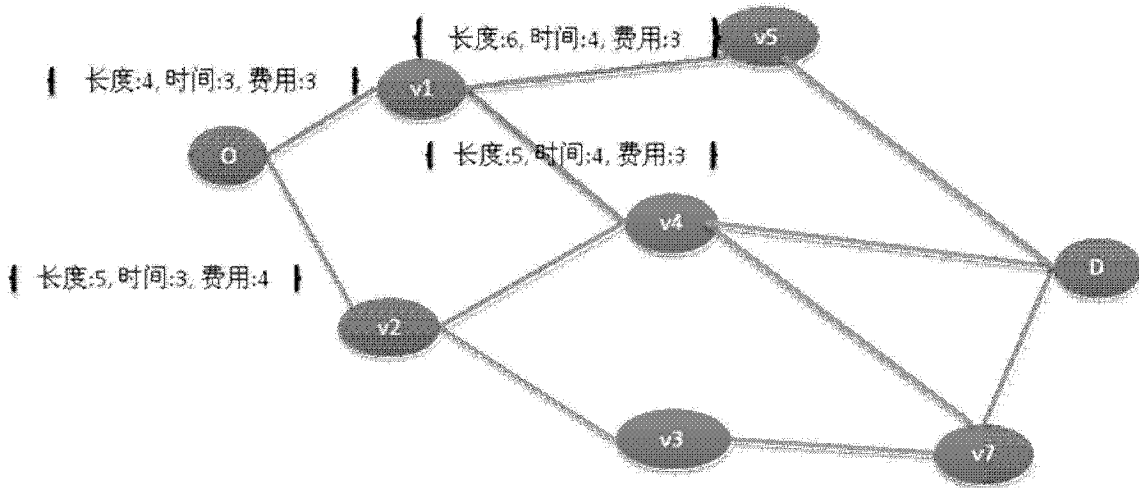 { 长度:6, 时间:4, 费用:3 }
v5
{ 长度:4, 时间:3, 费用:3 }
v1
O
{ 长度:5, 时间:4, 费用:3 }
v4
D
{ 长度:5, 时间:3, 费用:4 }
v2
v3
v7